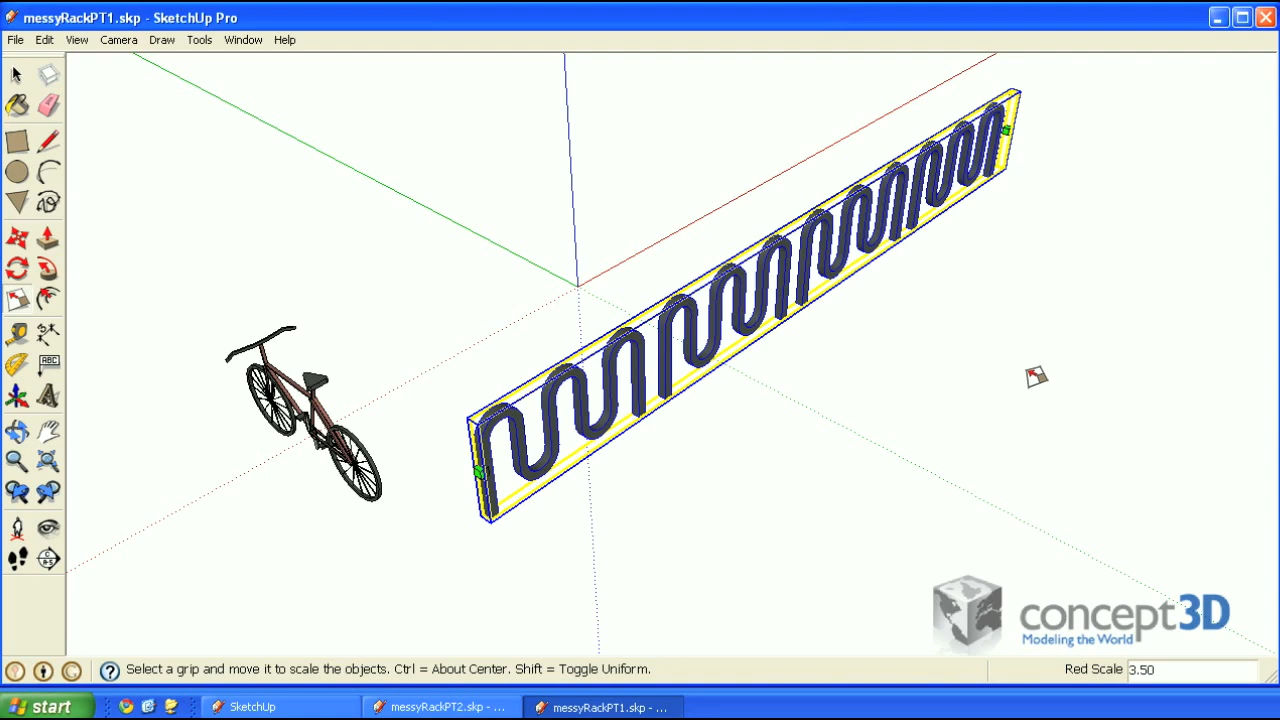 messyRackPT1.skp - SketchUp Pro
File Edit View Camera Draw Tools Window Help
ABC
concept3D
Modeling the World
Select a grip and move it to scale the objects. Ctrl = About Center. Shift = Toggle Uniform.
Red Scale 3.50
start
SketchUp
messyRackPT2.skp - ...
messyRackPT1.skp - ...